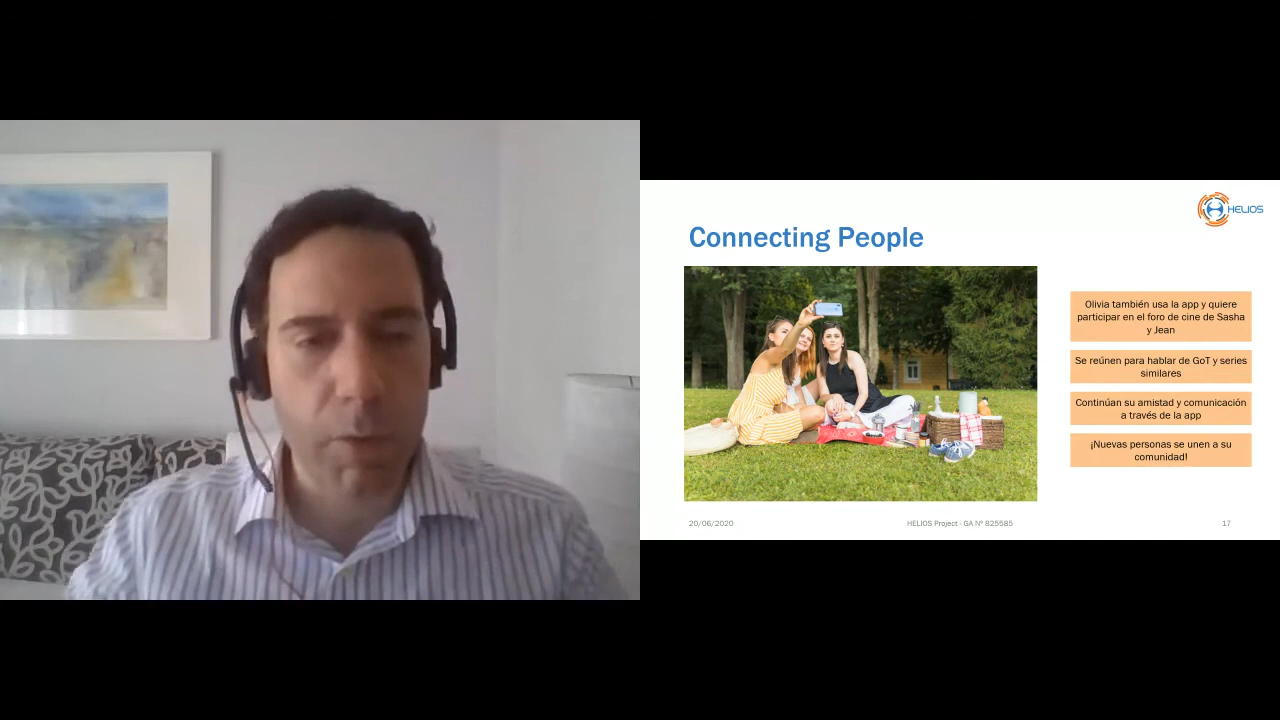 HELIOS
Connecting People
Olivia también usa la app y quiere
participar en el foro de cine de Sasha
y Jean
Se reúnen para hablar de GoT y series
similares
Continúan su amistad y comunicación
a través de la app
¡Nuevas personas se unen a su
comunidad!
20/06/2020
HELIOS Project - GA Nº 825585
17